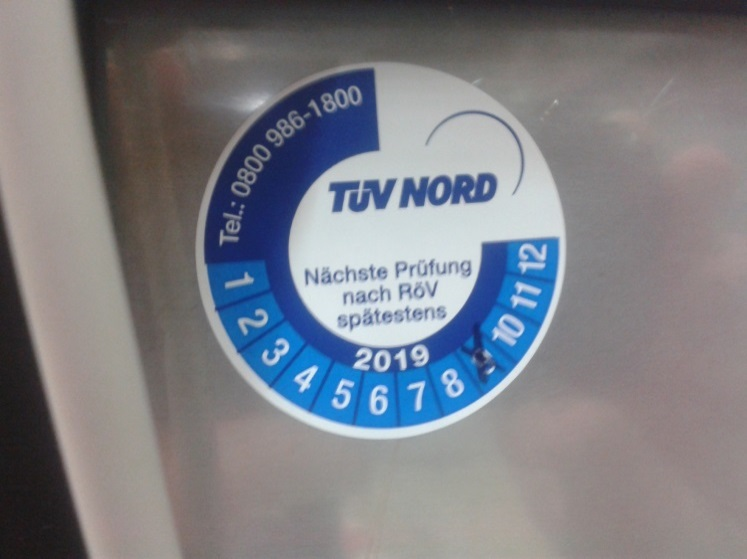 Tel.: 0800 986-1800
TÜV NORD
Nächste Prüfung
nach RöV
spätestens
2019
1 2 3 4 5 6 7 8 9 10 11 12